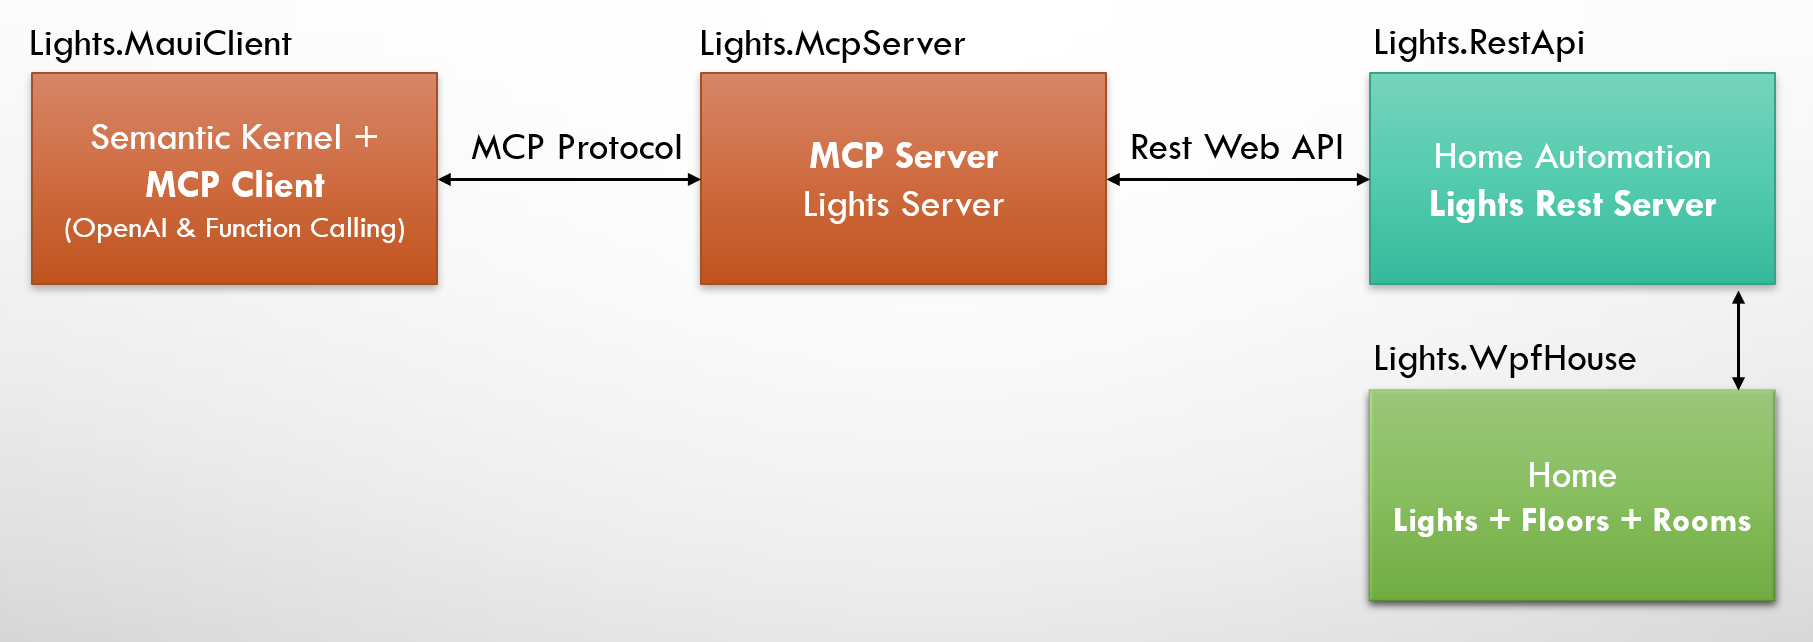 Lights.MauiClient
Semantic Kernel +
MCP Client
(OpenAI & Function Calling)
MCP Protocol
Lights.McpServer
MCP Server
Lights Server
Rest Web API
Lights.RestApi
Home Automation
Lights Rest Server
Lights.WpfHouse
Home
Lights + Floors + Rooms